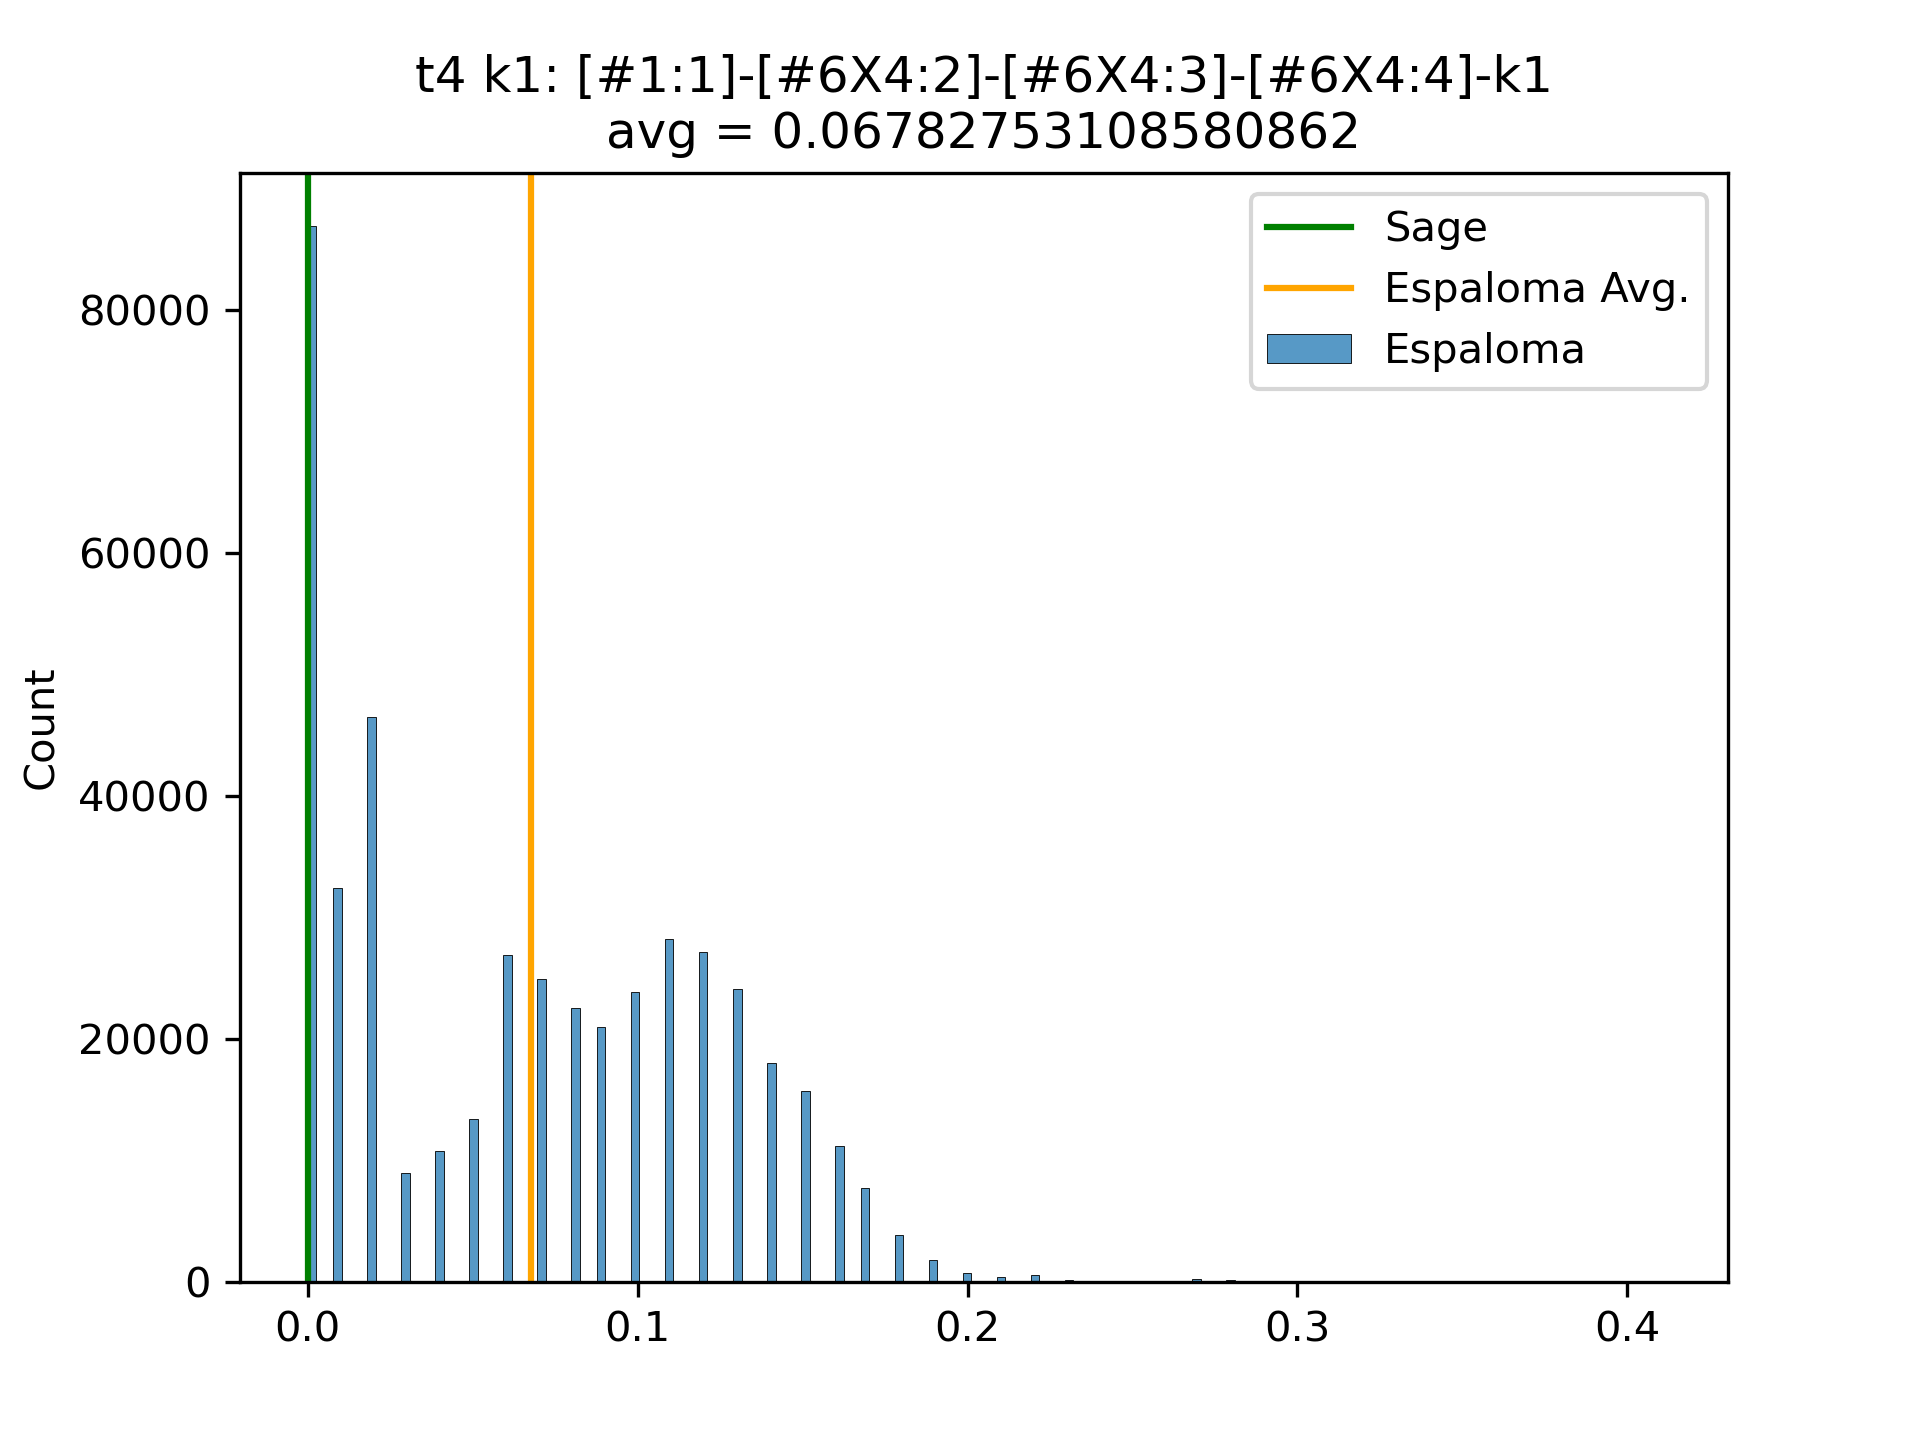 t4 k1: [#1:1]-[#6X4:2]-[#6X4:3]-[#6X4:4]-k1
avg = 0.06782753108580862
Sage
Espaloma Avg.
Espaloma
Count
80000
60000
40000
20000
0
0.0
0.1
0.2
0.3
0.4